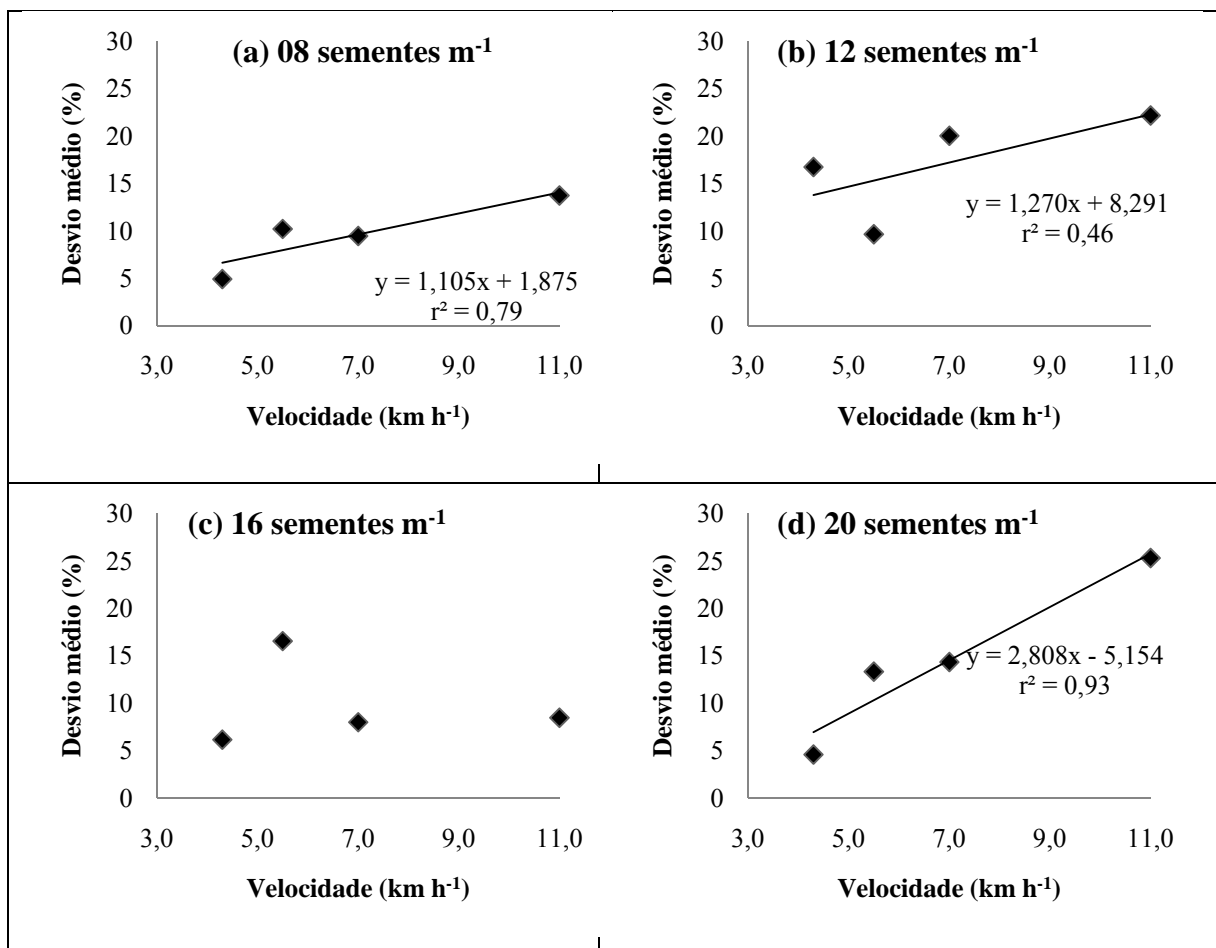 (a) 08 sementes m⁻¹
Desvio médio (%)
30
25
20
15
10
5
0
y = 1,105x + 1,875
r² = 0,79
3,0 5,0 7,0 9,0 11,0
Velocidade (km h⁻¹)
(b) 12 sementes m⁻¹
Desvio médio (%)
30
25
20
15
10
5
0
y = 1,270x + 8,291
r² = 0,46
3,0 5,0 7,0 9,0 11,0
Velocidade (km h⁻¹)
(c) 16 sementes m⁻¹
Desvio médio (%)
30
25
20
15
10
5
0
3,0 5,0 7,0 9,0 11,0
Velocidade (km h⁻¹)
(d) 20 sementes m⁻¹
Desvio médio (%)
30
25
20
15
10
5
0
y = 2,808x - 5,154
r² = 0,93
3,0 5,0 7,0 9,0 11,0
Velocidade (km h⁻¹)